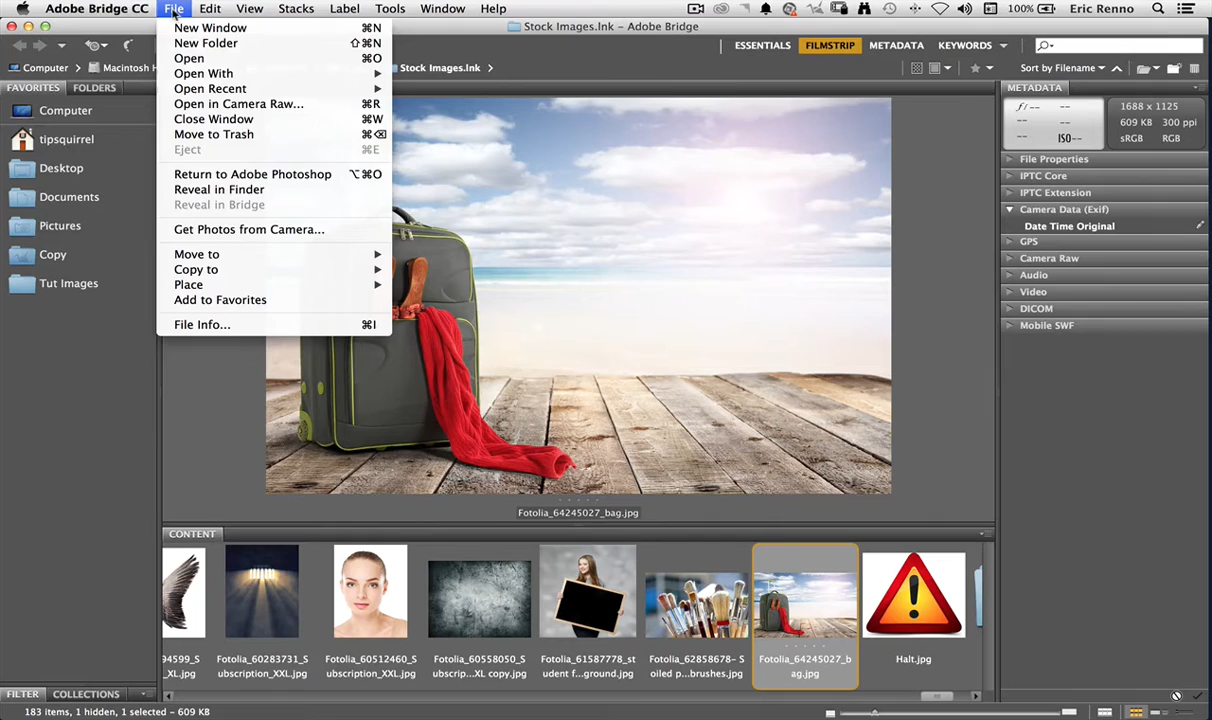 Adobe Bridge CC File Edit View Stacks Label Tools Window Help 100% Eric Renno
Stock Images.lnk - Adobe Bridge
ESSENTIALS FILMSTRIP METADATA KEYWORDS
Computer Macintosh H Stock Images.lnk
Sort by Filename
New Window ⌘N
New Folder ⇧⌘N
Open ⌘O
Open With
Open Recent
Open in Camera Raw... ⌘R
Close Window ⌘W
Move to Trash ⌘⌫
Eject ⌘E
Return to Adobe Photoshop ⌥⌘O
Reveal in Finder
Reveal in Bridge
Get Photos from Camera...
Move to
Copy to
Place
Add to Favorites
File Info... ⌘I
FAVORITES FOLDERS
Computer
tipsquirrel
Desktop
Documents
Pictures
Copy
Tut Images
METADATA
f/-- --
-- --
-- ISO--
1688 x 1125
609 KB 300 ppi
sRGB RGB
File Properties
IPTC Core
IPTC Extension
Camera Data (Exif)
Date Time Original
GPS
Camera Raw
Audio
Video
DICOM
Mobile SWF
Fotolia_64245027_bag.jpg
CONTENT
94599_S
_XL.jpg
Fotolia_60283731_S
ubscription_XXL.jpg
Fotolia_60512460_S
ubscription_XXL.jpg
Fotolia_60558050_S
ubscrip...XL copy.jpg
Fotolia_61587778_st
udent f...ground.jpg
Fotolia_62858678- S
oiled p...brushes.jpg
Fotolia_64245027_b
ag.jpg
Halt.jpg
FILTER COLLECTIONS
183 items, 1 hidden, 1 selected - 609 KB